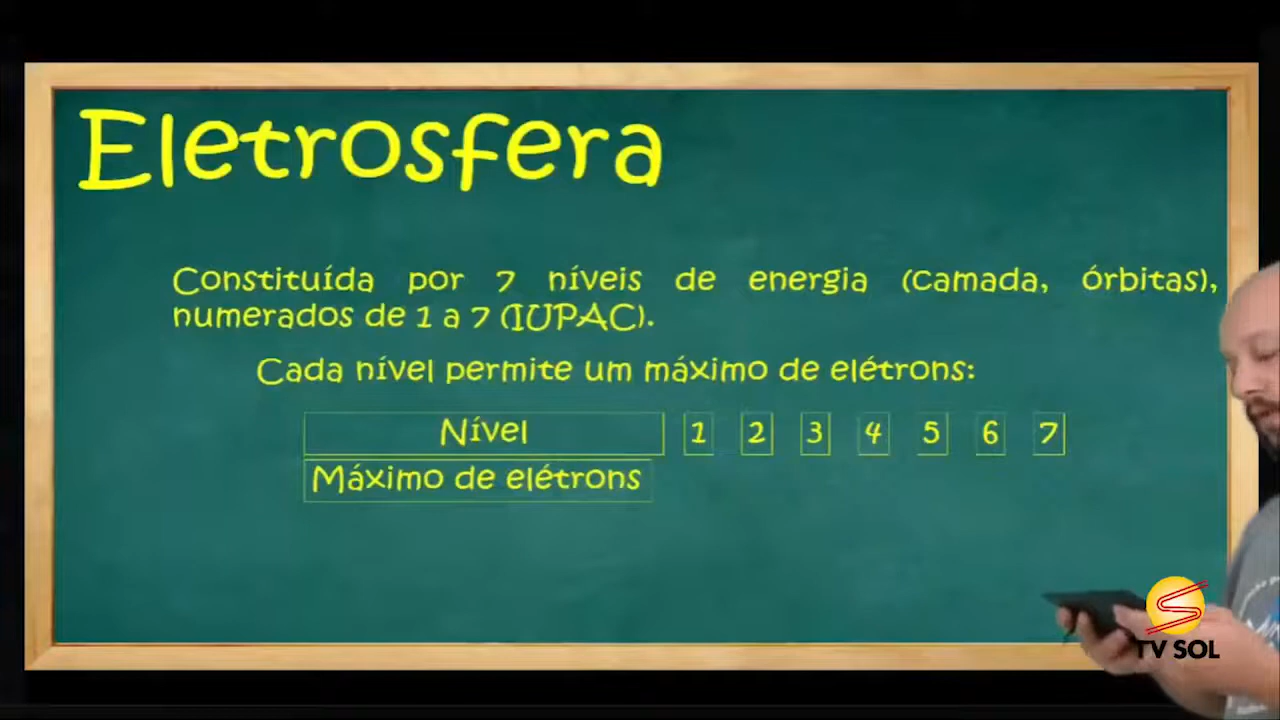 Eletrosfera
Constituída por 7 níveis de energia (camada, órbitas),
numerados de 1 a 7 (IUPAC).
Cada nível permite um máximo de elétrons:
Nível 1 2 3 4 5 6 7
Máximo de elétrons
TV SOL